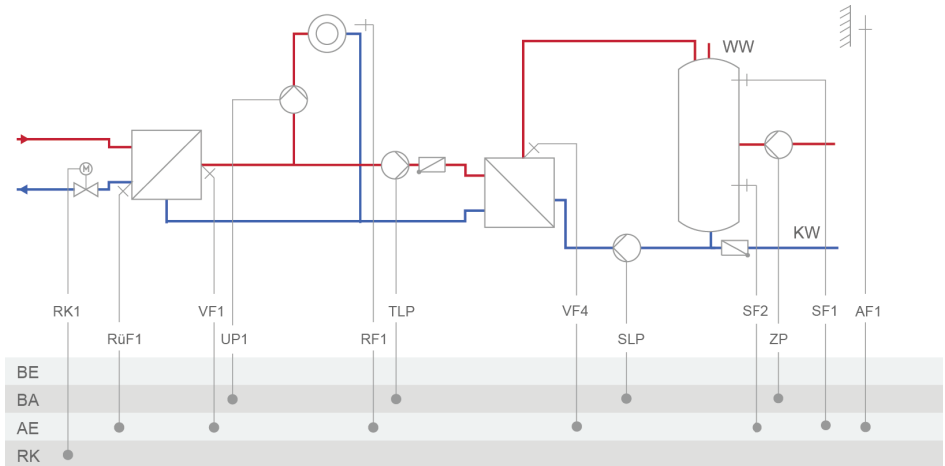 WW
M
KW
RK1 VF1 TLP VF4 SF2 SF1 AF1
RüF1 UP1 RF1 SLP ZP
BE
BA
AE
RK